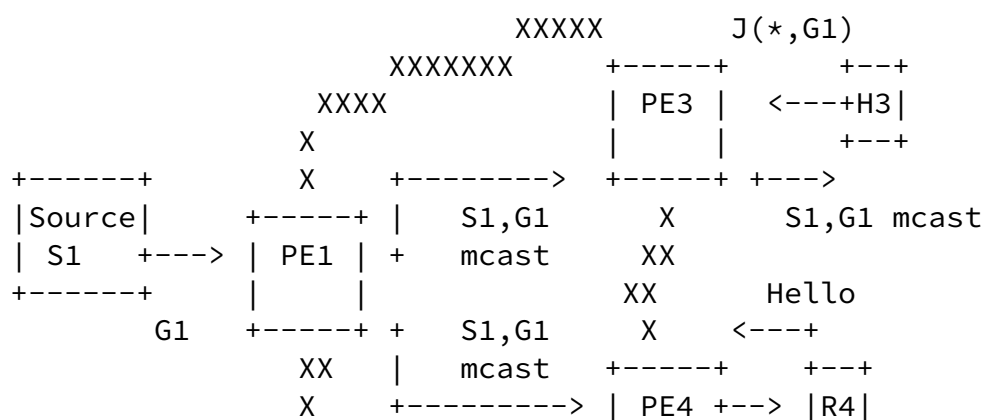 XXXXX       J(*,G1)
                      XXXXXXX      +-----+      +--+
                  XXXX             | PE3 |  <---+H3|
                 X                 |     |      +--+
+------+         X    +-------->   +-----+ +--->
|Source|      +-----+ |   S1,G1       X      S1,G1 mcast
| S1   +---> | PE1 | +   mcast      XX
+------+      |     |               XX      Hello
        G1    +-----+ +   S1,G1      X    <---+
                 XX   |   mcast   +-----+    +--+
                 X    +---------> | PE4 +--> |R4|